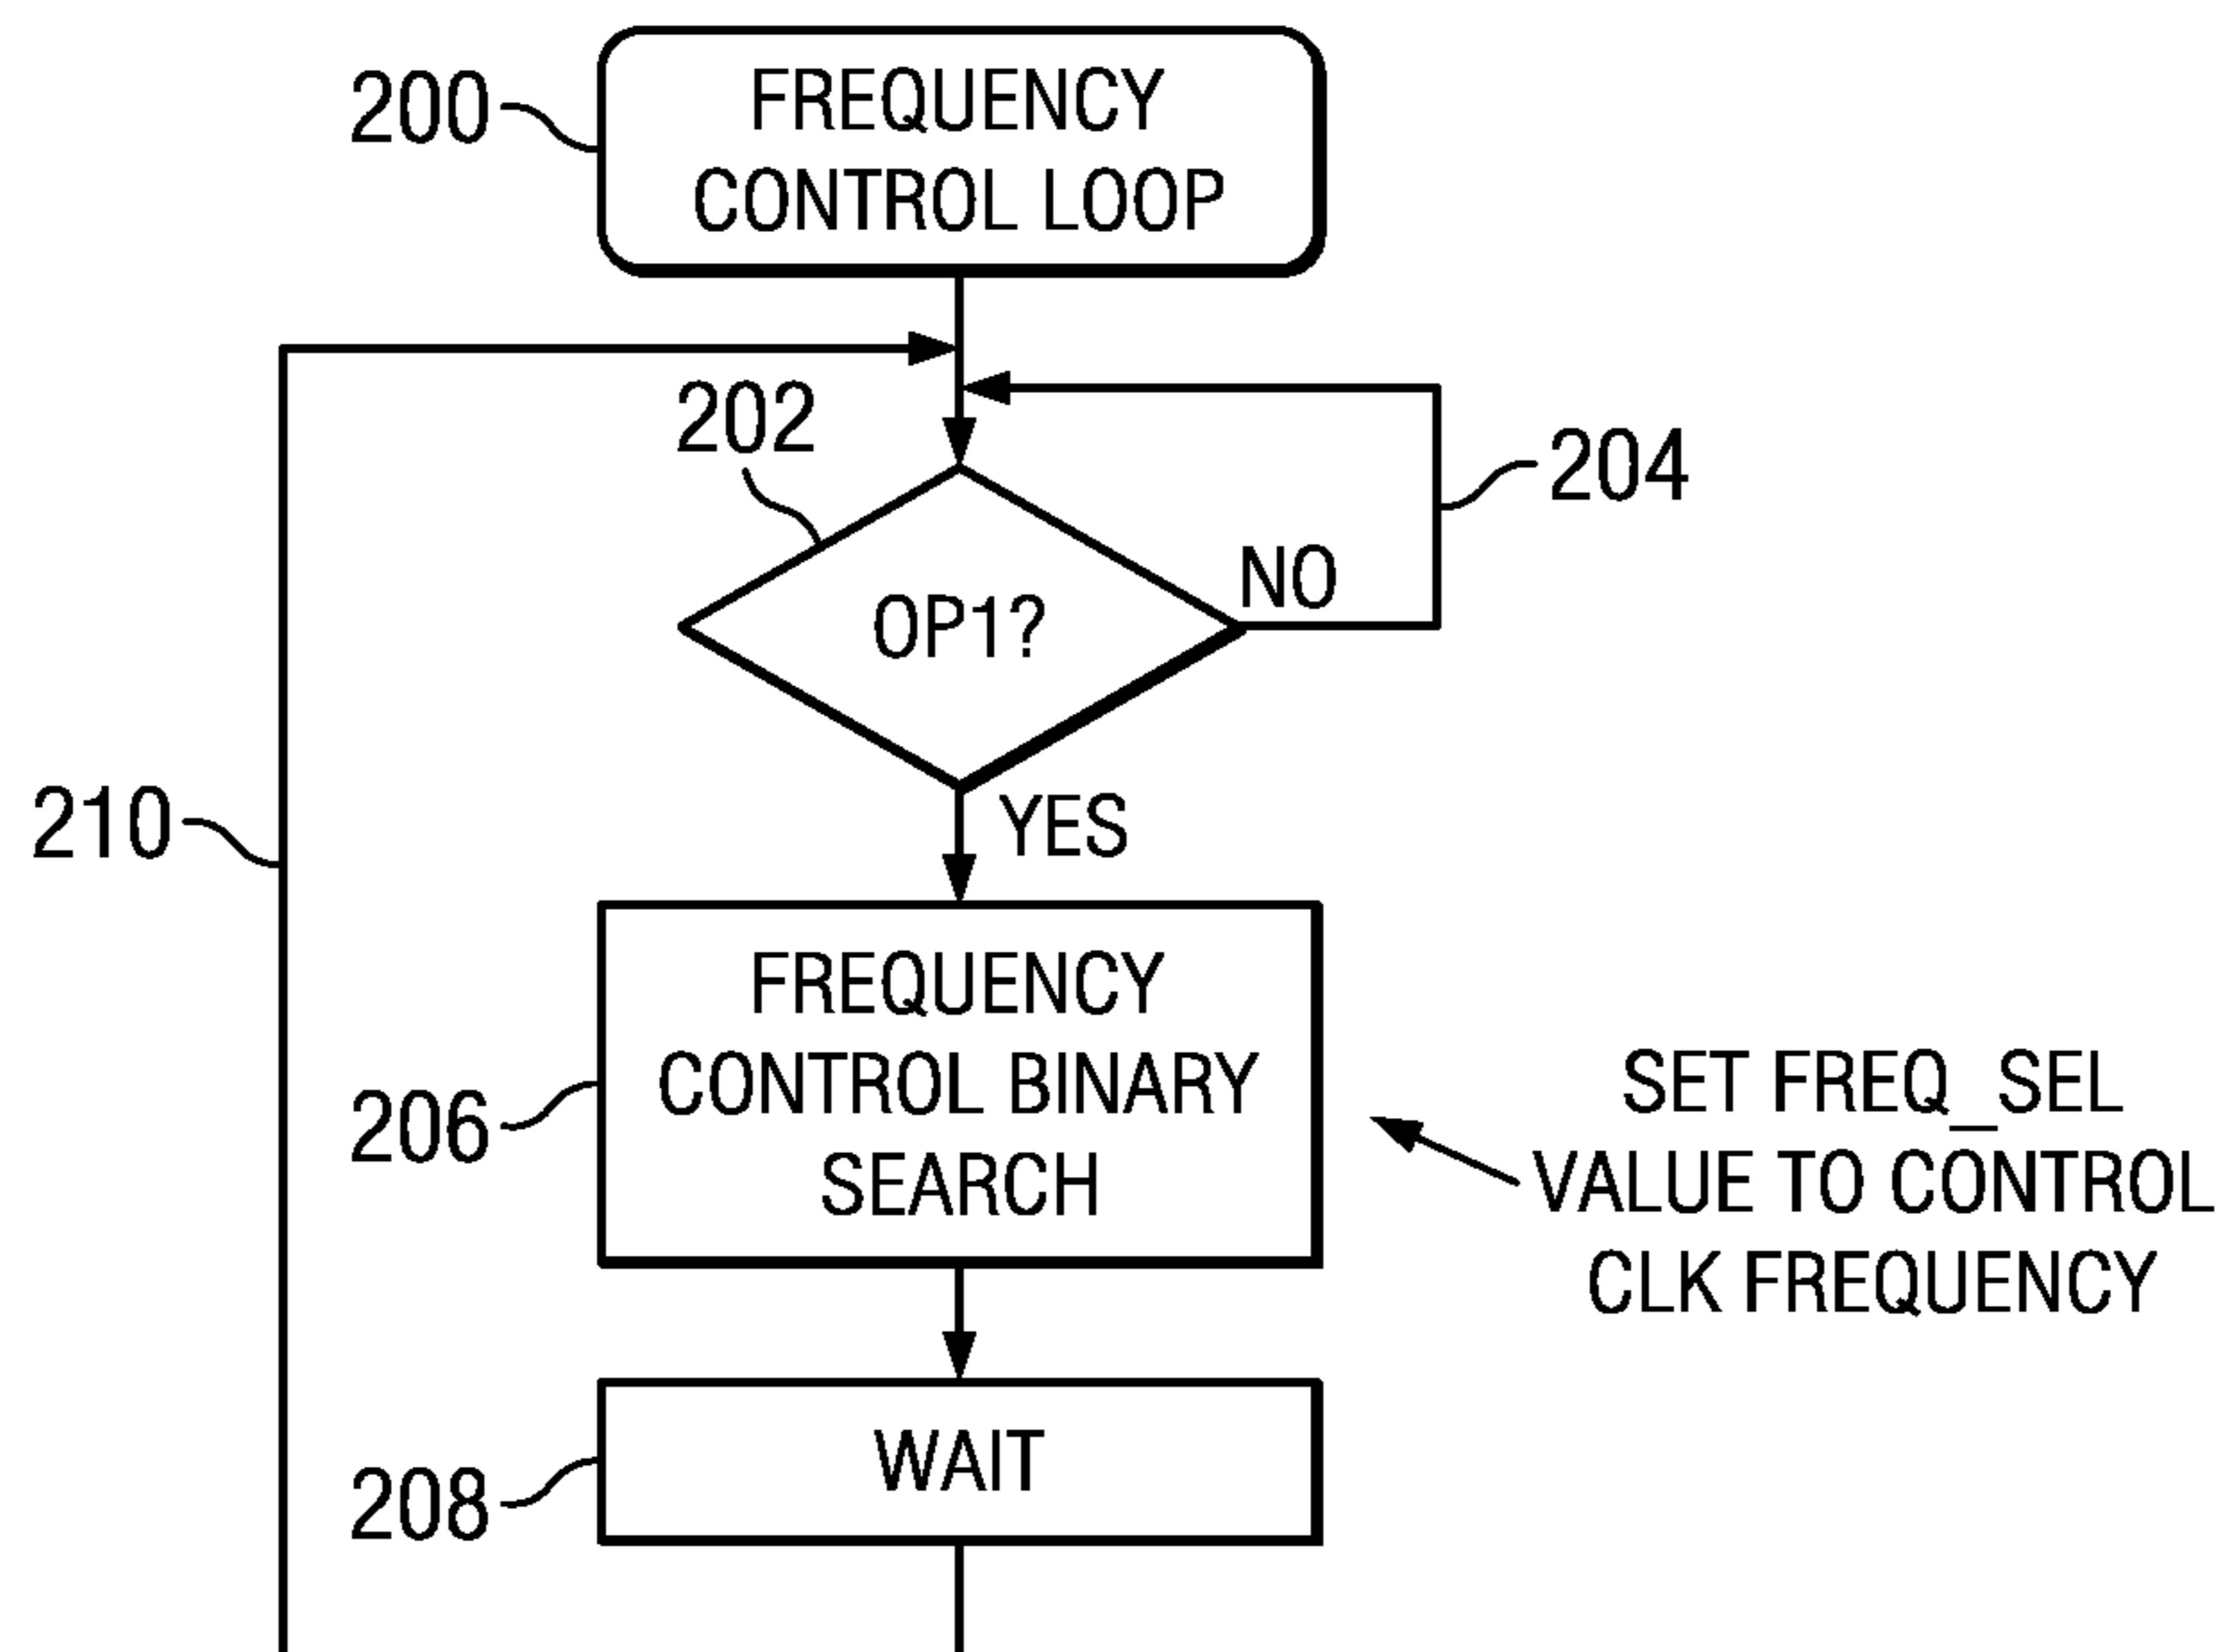 200
FREQUENCY
CONTROL LOOP
202
204
OP1?
NO
YES
210
206
FREQUENCY
CONTROL BINARY
SEARCH
SET FREQ_SEL
VALUE TO CONTROL
CLK FREQUENCY
208
WAIT